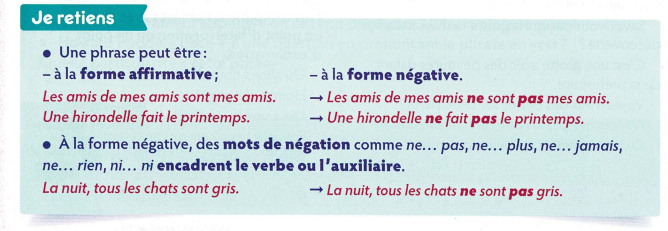 Je retiens
● Une phrase peut être :
– à la forme affirmative ; – à la forme négative.
Les amis de mes amis sont mes amis. → Les amis de mes amis ne sont pas mes amis.
Une hirondelle fait le printemps. → Une hirondelle ne fait pas le printemps.
● À la forme négative, des mots de négation comme ne… pas, ne… plus, ne… jamais,
ne… rien, ni… ni encadrent le verbe ou l'auxiliaire.
La nuit, tous les chats sont gris. → La nuit, tous les chats ne sont pas gris.